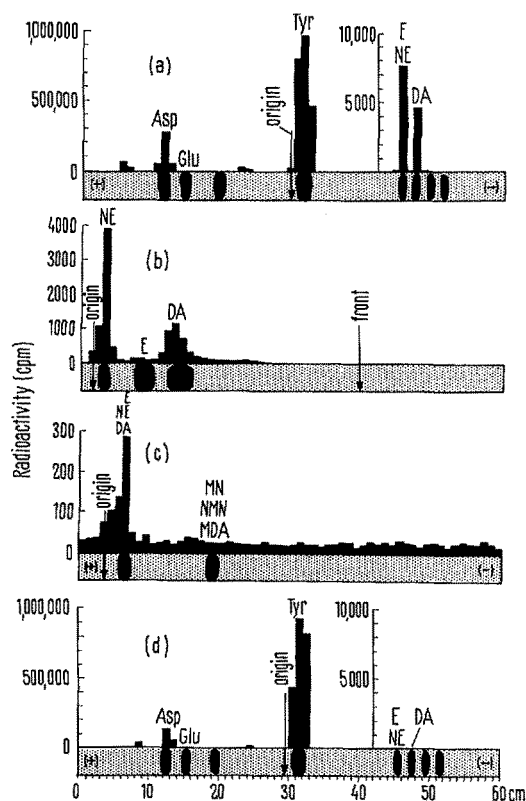 Radioactivity (cpm)
(a)
1,000,000
500,000
0
Asp
Glu
origin
Tyr
10,000
5000
E
NE
DA
(+)
(−)
(b)
4000
3000
2000
1000
0
origin
NE
E
DA
front
(c)
300
200
100
0
origin
E
NE
DA
MN
NMN
MDA
(+)
(−)
(d)
1,000,000
500,000
0
Asp
Glu
origin
Tyr
10,000
5000
E
NE
DA
(+)
(−)
0 10 20 30 40 50 60 cm